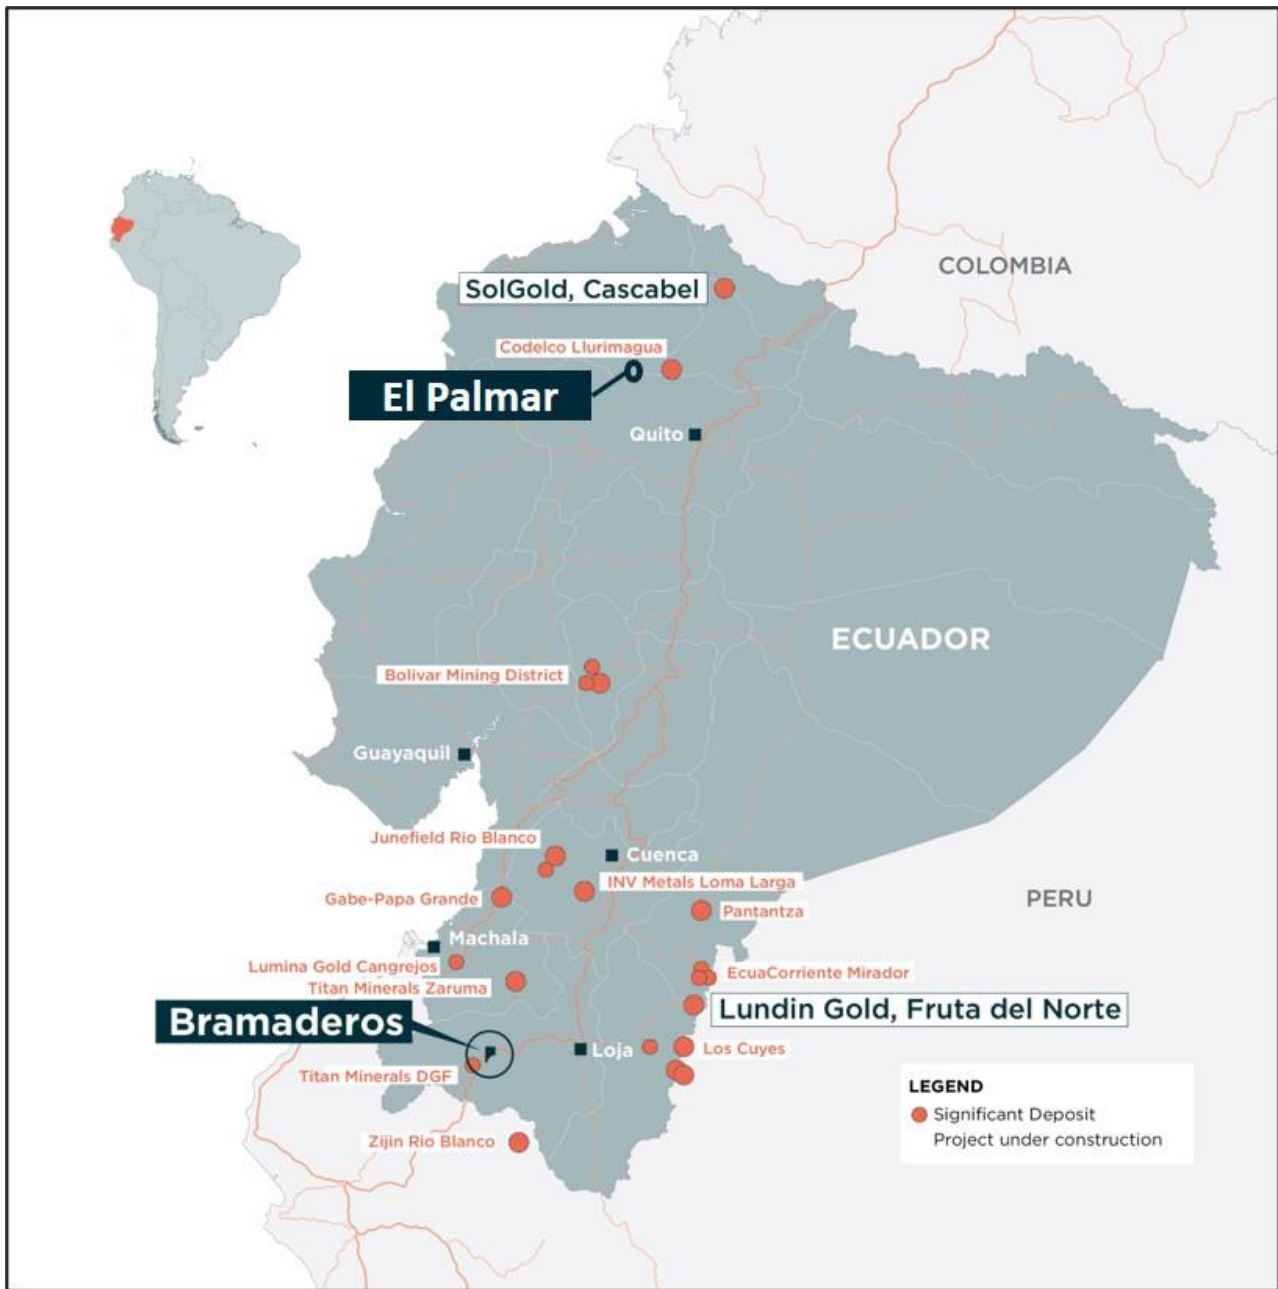 COLOMBIA
SolGold, Cascabel
Codelco Llurimagua
El Palmar
Quito
ECUADOR
Bolivar Mining District
Guayaquil
Junefield Rio Blanco
Cuenca
INV Metals Loma Larga
Gabe-Papa Grande
Pantantza
PERU
Machala
Lumina Gold Cangrejos
EcuaCorriente Mirador
Titan Minerals Zaruma
Lundin Gold, Fruta del Norte
Bramaderos
Loja
Los Cuyes
Titan Minerals DGF
LEGEND
Significant Deposit
Project under construction
Zijin Rio Blanco